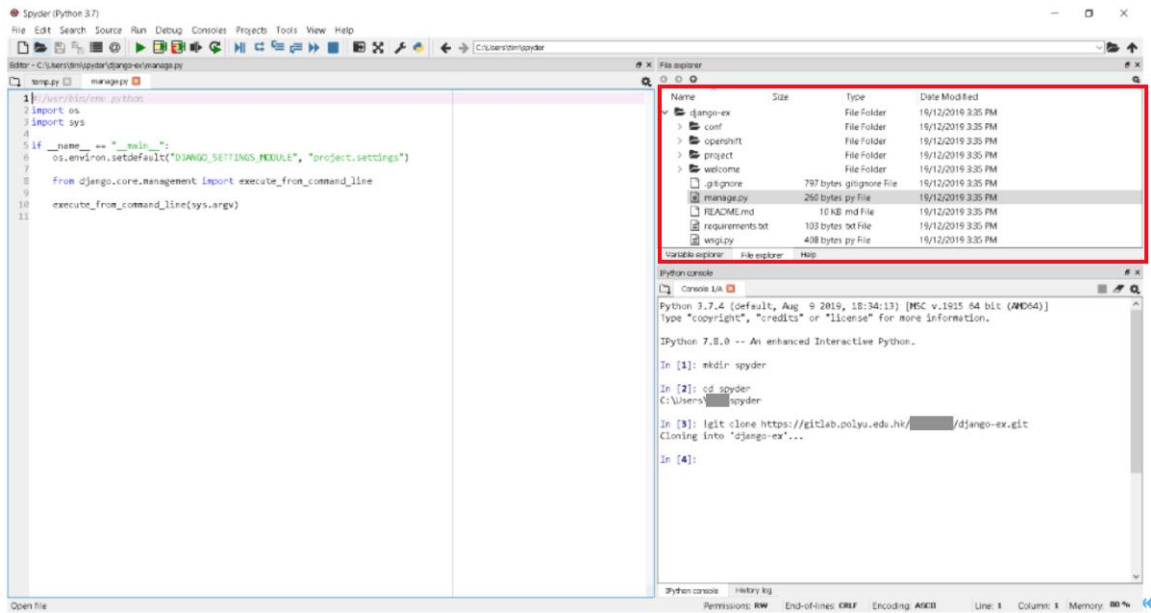 Spyder (Python 3.7)
File Edit Search Source Run Debug Consoles Projects Tools View Help
C:\Users\tim\spyder
Editor - C:\Users\tim\spyder\django-ex\manage.py
temp.py manage.py
1 #!/usr/bin/env python
2 import os
3 import sys
4
5 if __name__ == "__main__":
6 os.environ.setdefault("DJANGO_SETTINGS_MODULE", "project.settings")
7
8 from django.core.management import execute_from_command_line
9
10 execute_from_command_line(sys.argv)
11
File explorer
Name Size Type Date Modified
django-ex File Folder 19/12/2019 3:35 PM
conf File Folder 19/12/2019 3:35 PM
openshift File Folder 19/12/2019 3:35 PM
project File Folder 19/12/2019 3:35 PM
welcome File Folder 19/12/2019 3:35 PM
.gitignore 797 bytes gitignore File 19/12/2019 3:35 PM
manage.py 260 bytes py File 19/12/2019 3:35 PM
README.md 10 KB md File 19/12/2019 3:35 PM
requirements.txt 103 bytes txt File 19/12/2019 3:35 PM
wsgi.py 408 bytes py File 19/12/2019 3:35 PM
Variable explorer File explorer Help
IPython console
Console 1/A
Python 3.7.4 (default, Aug 9 2019, 18:34:13) [MSC v.1915 64 bit (AMD64)]
Type "copyright", "credits" or "license" for more information.
IPython 7.8.0 -- An enhanced Interactive Python.
In [1]: mkdir spyder
In [2]: cd spyder
C:\Users\ spyder
In [3]: !git clone https://gitlab.polyu.edu.hk/ /django-ex.git
Cloning into 'django-ex'...
In [4]:
IPython console History log
Open file Permissions: RW End-of-lines: CRLF Encoding: ASCII Line: 1 Column: 1 Memory: 80 %